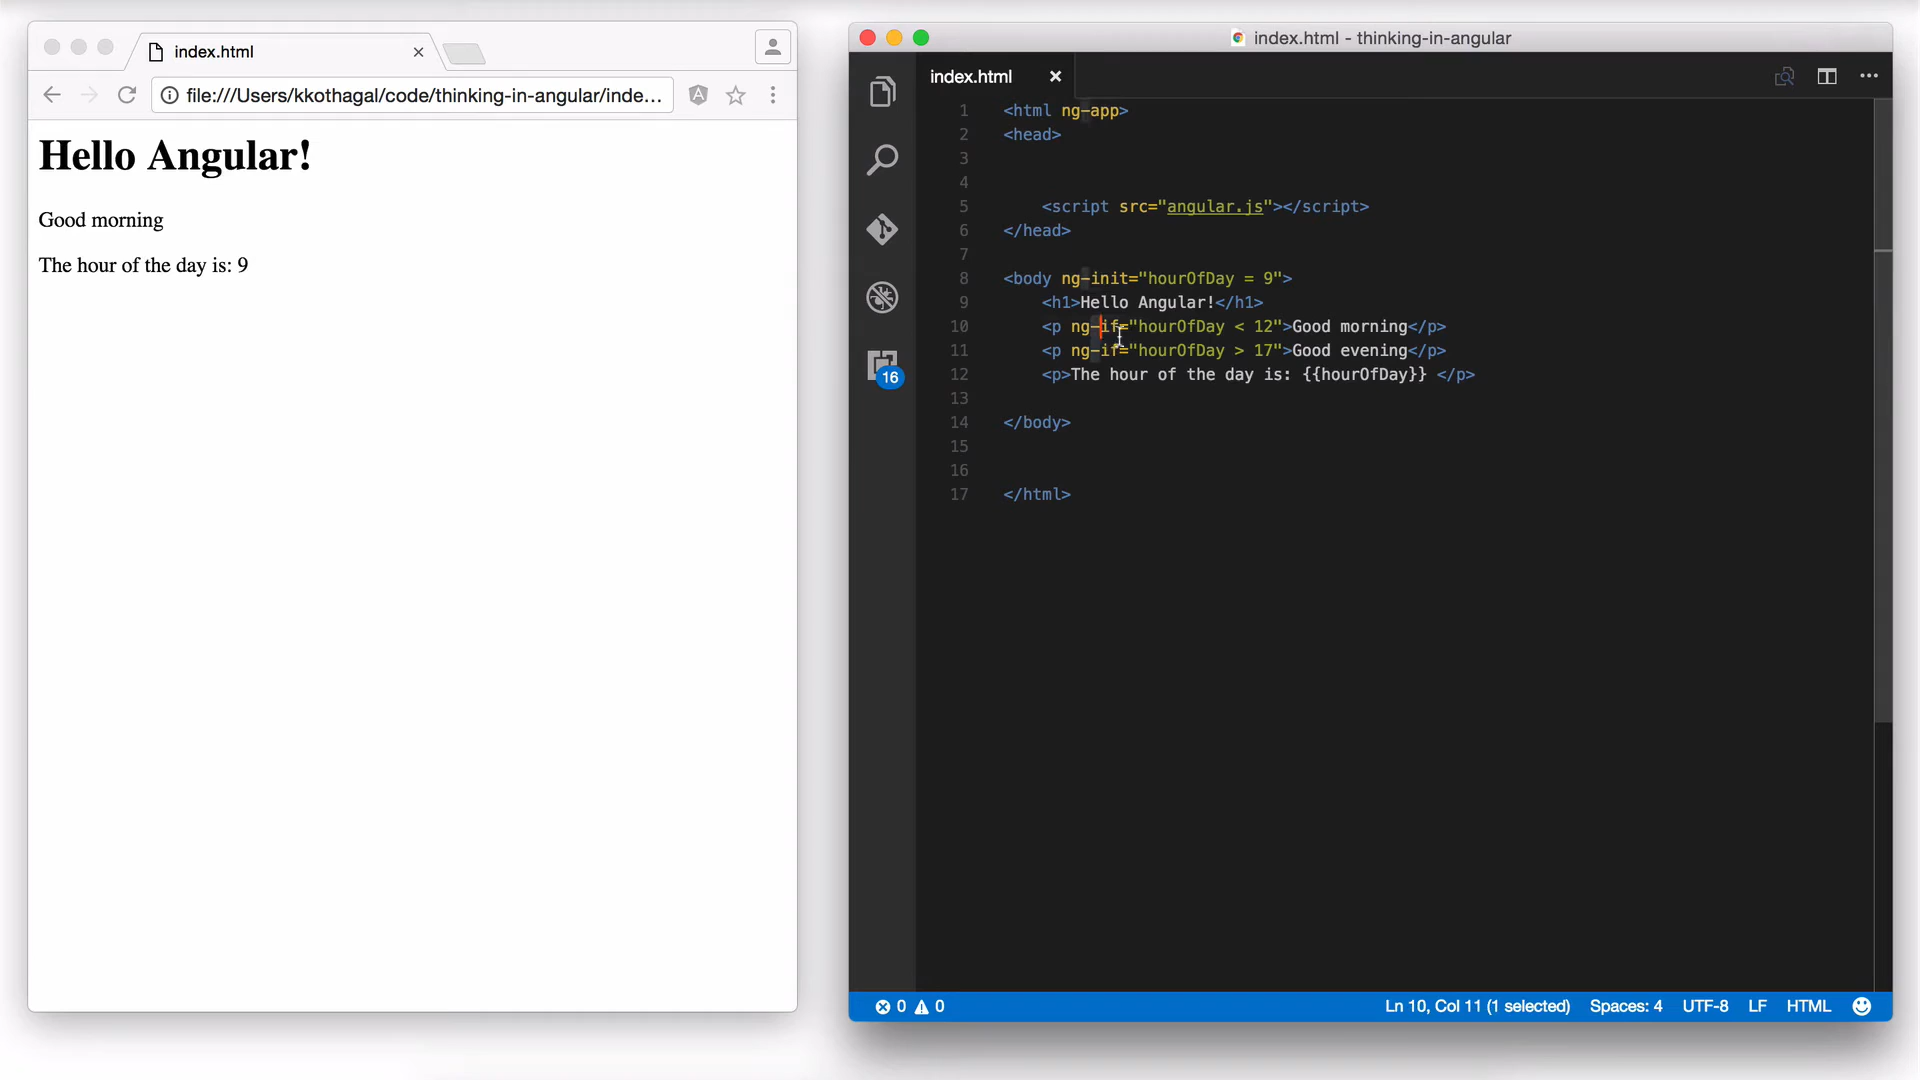 index.html
file:///Users/kkothagal/code/thinking-in-angular/inde...
Hello Angular!
Good morning
The hour of the day is: 9
index.html - thinking-in-angular
index.html
1 <html ng-app>
2 <head>
3
4
5 <script src="angular.js"></script>
6 </head>
7
8 <body ng-init="hourOfDay = 9">
9 <h1>Hello Angular!</h1>
10 <p ng-if="hourOfDay < 12">Good morning</p>
11 <p ng-if="hourOfDay > 17">Good evening</p>
12 <p>The hour of the day is: {{hourOfDay}} </p>
13
14 </body>
15
16
17 </html>
16
0 0 Ln 10, Col 11 (1 selected) Spaces: 4 UTF-8 LF HTML